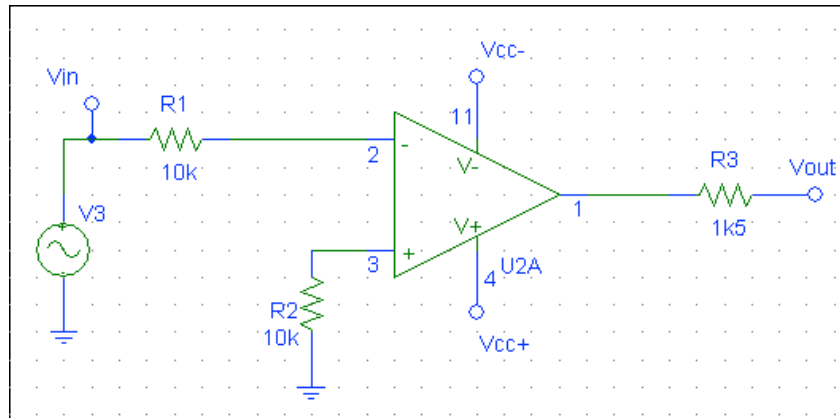 Vcc-
Vin
R1
11
10k
2
-
V-
R3
Vout
V3
+
-
V+
1
1k5
3
+
4
U2A
R2
10k
Vcc+